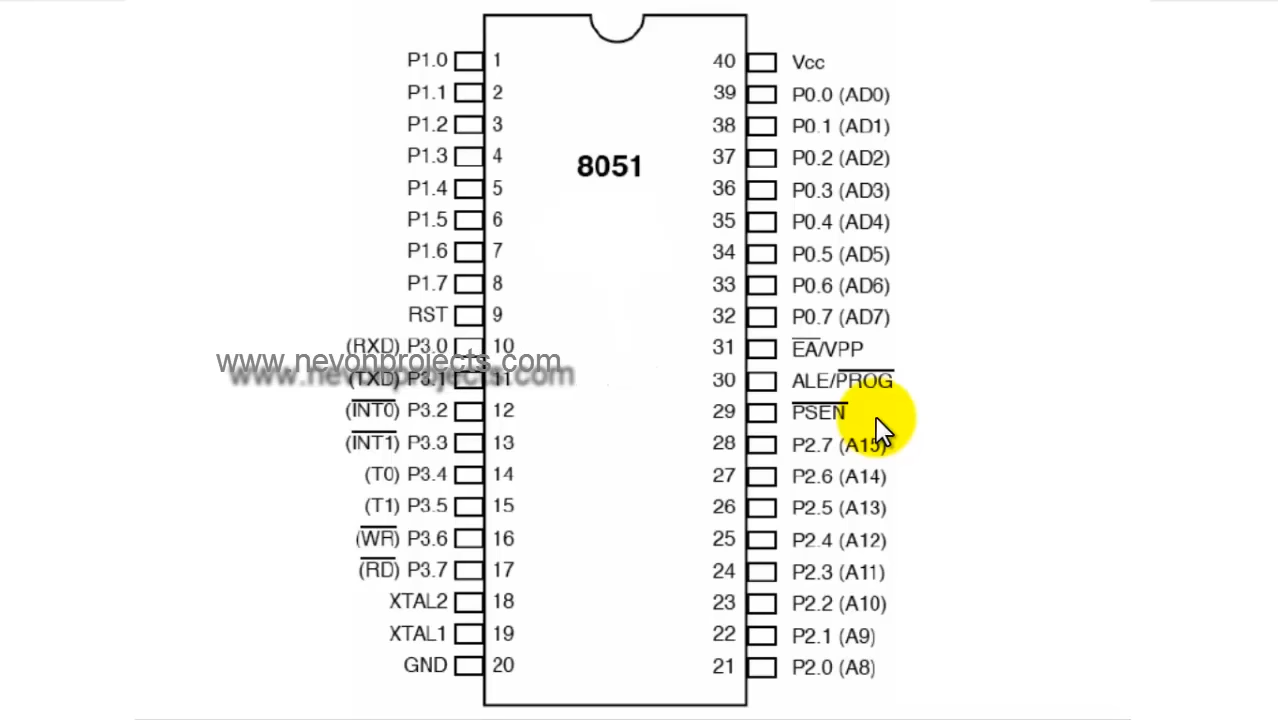 P1.0 1 40 Vcc
P1.1 2 39 P0.0 (AD0)
P1.2 3 38 P0.1 (AD1)
8051
P1.3 4 37 P0.2 (AD2)
P1.4 5 36 P0.3 (AD3)
P1.5 6 35 P0.4 (AD4)
P1.6 7 34 P0.5 (AD5)
P1.7 8 33 P0.6 (AD6)
RST 9 32 P0.7 (AD7)
(RXD) P3.0 10 31 EA/VPP
www.nevonprojects.com
(TXD) P3.1 11 30 ALE/PROG
(INT0) P3.2 12 29 PSEN
(INT1) P3.3 13 28 P2.7 (A15)
(T0) P3.4 14 27 P2.6 (A14)
(T1) P3.5 15 26 P2.5 (A13)
(WR) P3.6 16 25 P2.4 (A12)
(RD) P3.7 17 24 P2.3 (A11)
XTAL2 18 23 P2.2 (A10)
XTAL1 19 22 P2.1 (A9)
GND 20 21 P2.0 (A8)